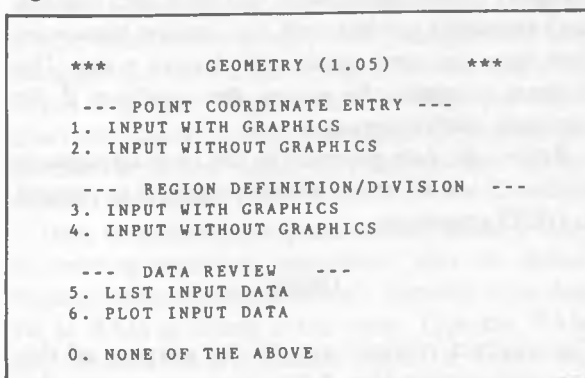 *** GEOMETRY (1.05) ***
--- POINT COORDINATE ENTRY ---
1. INPUT WITH GRAPHICS
2. INPUT WITHOUT GRAPHICS
--- REGION DEFINITION/DIVISION ---
3. INPUT WITH GRAPHICS
4. INPUT WITHOUT GRAPHICS
--- DATA REVIEW ---
5. LIST INPUT DATA
6. PLOT INPUT DATA
0. NONE OF THE ABOVE